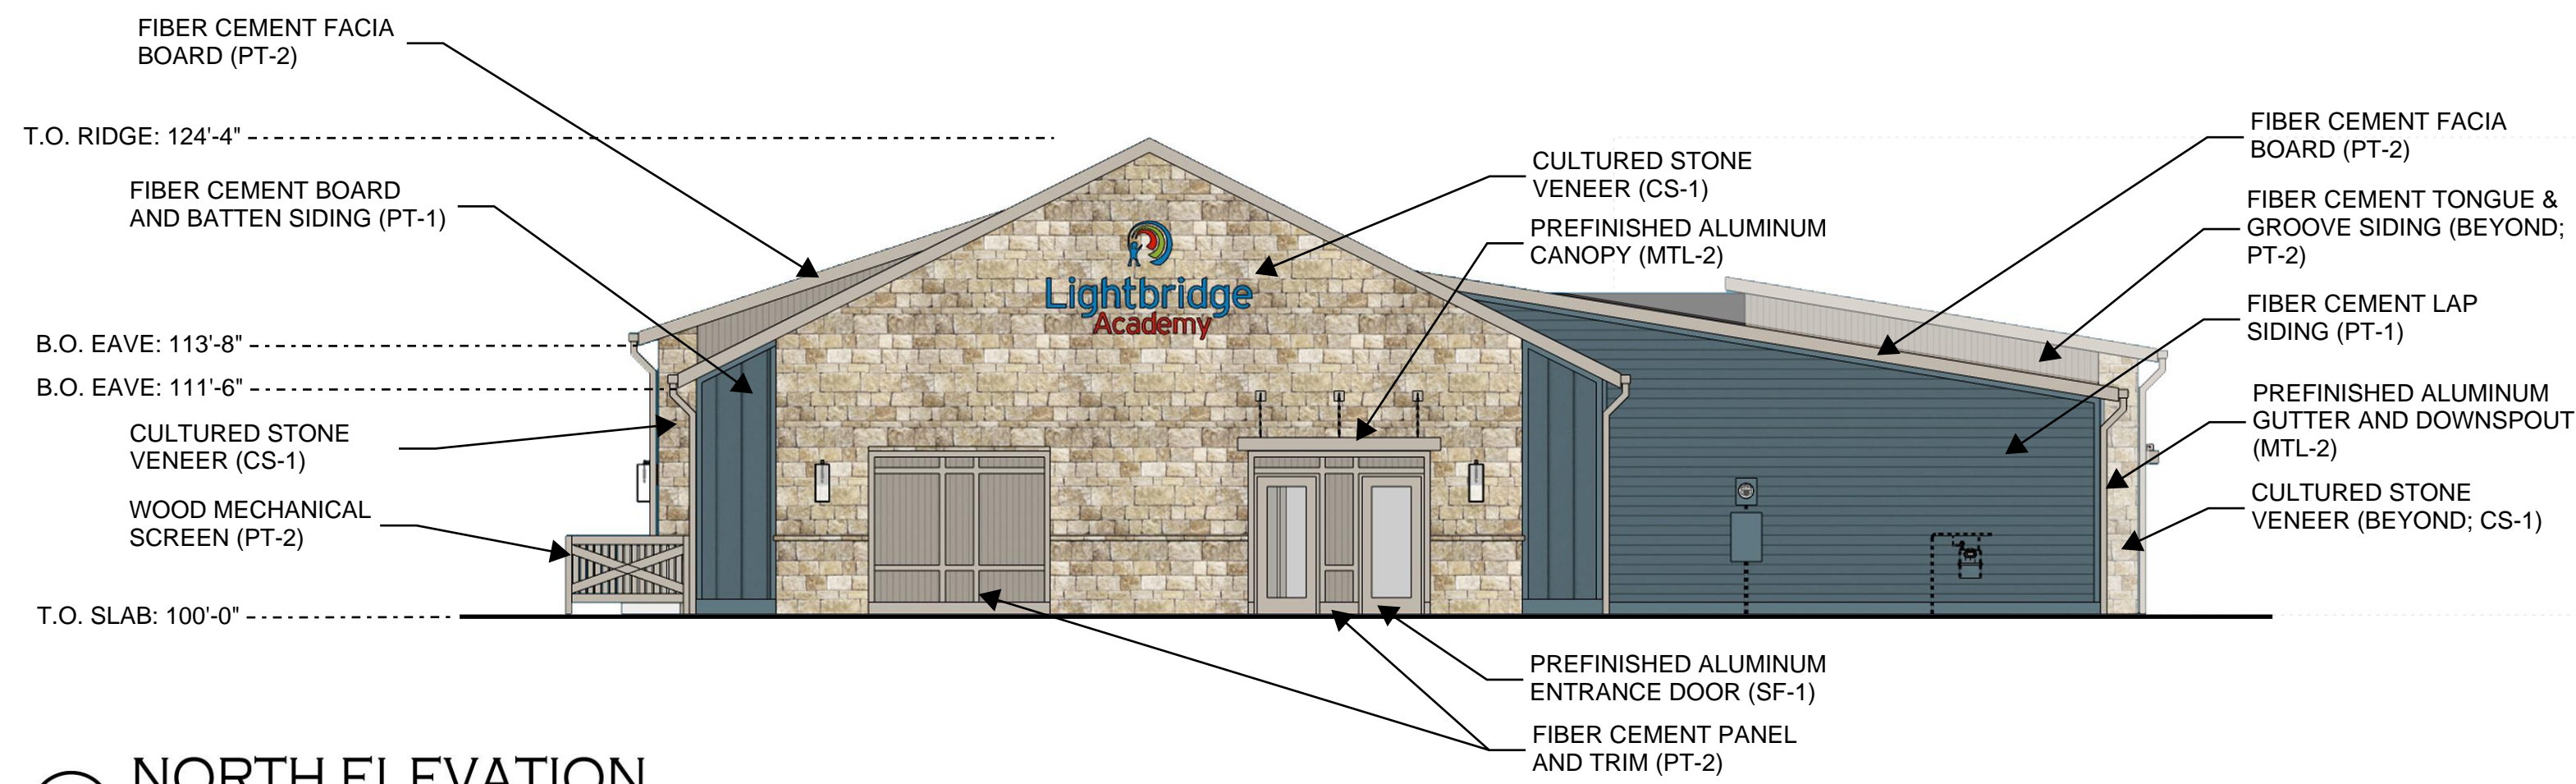 FIBER CEMENT FACIA
BOARD (PT-2)
T.O. RIDGE: 124'-4"
FIBER CEMENT BOARD
AND BATTEN SIDING (PT-1)
B.O. EAVE: 113'-8"
B.O. EAVE: 111'-6"
CULTURED STONE
VENEER (CS-1)
WOOD MECHANICAL
SCREEN (PT-2)
T.O. SLAB: 100'-0"
Lightbridge
Academy
CULTURED STONE
VENEER (CS-1)
PREFINISHED ALUMINUM
CANOPY (MTL-2)
FIBER CEMENT FACIA
BOARD (PT-2)
FIBER CEMENT TONGUE &
GROOVE SIDING (BEYOND;
PT-2)
FIBER CEMENT LAP
SIDING (PT-1)
PREFINISHED ALUMINUM
GUTTER AND DOWNSPOUT
(MTL-2)
CULTURED STONE
VENEER (BEYOND; CS-1)
PREFINISHED ALUMINUM
ENTRANCE DOOR (SF-1)
FIBER CEMENT PANEL
AND TRIM (PT-2)
NORTH ELEVATION